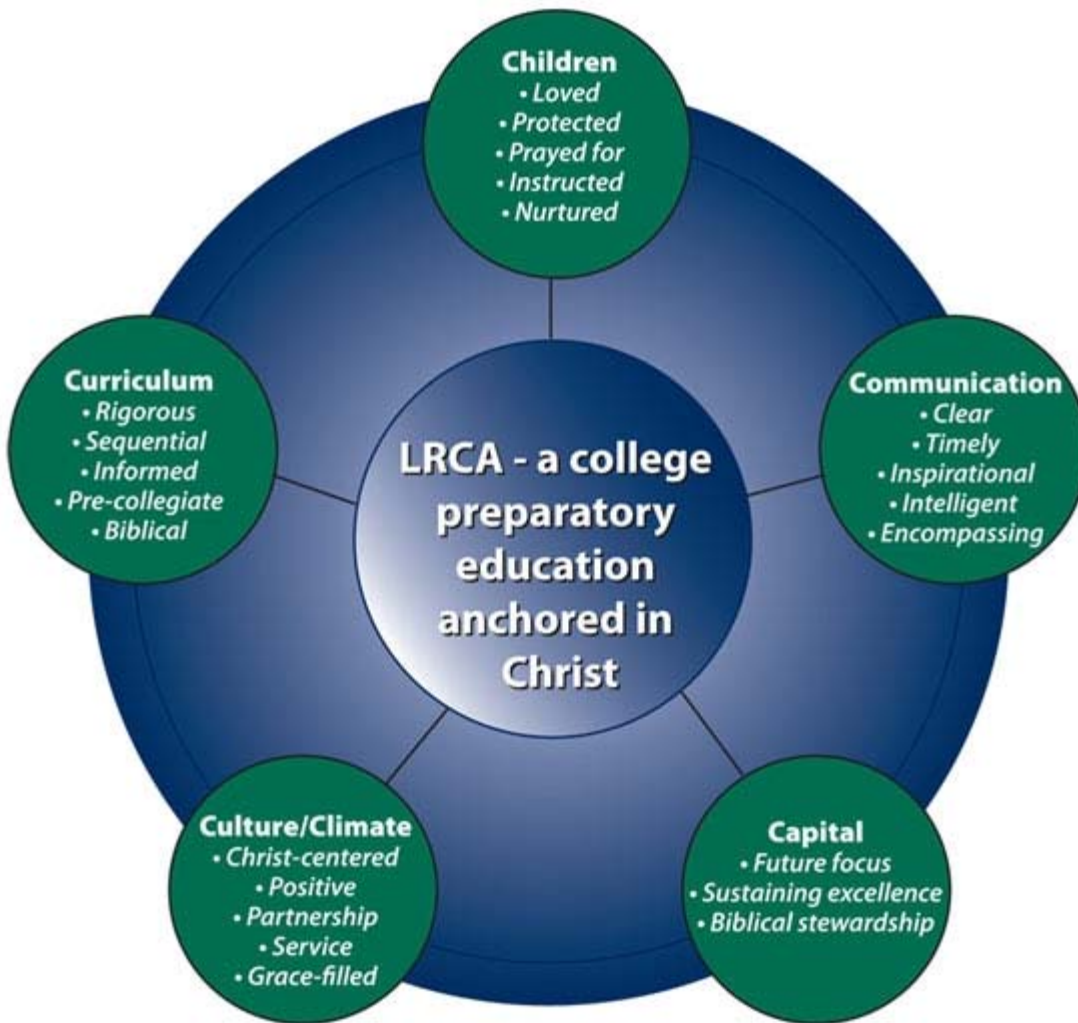 Children
• Loved
• Protected
• Prayed for
• Instructed
• Nurtured
Curriculum
• Rigorous
• Sequential
• Informed
• Pre-collegiate
• Biblical
Communication
• Clear
• Timely
• Inspirational
• Intelligent
• Encompassing
LRCA - a college
preparatory
education
anchored in
Christ
Culture/Climate
• Christ-centered
• Positive
• Partnership
• Service
• Grace-filled
Capital
• Future focus
• Sustaining excellence
• Biblical stewardship